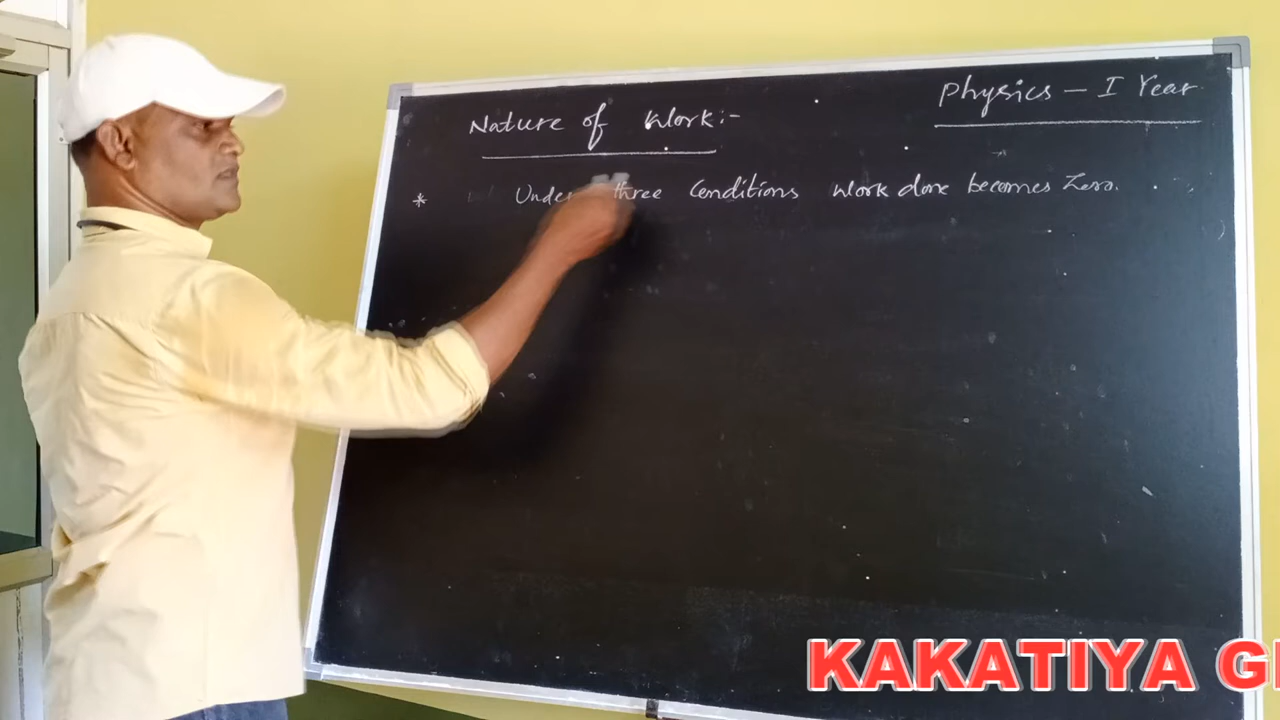 Physics - I Year
Nature of Work:-
* Under three Conditions Work done becomes Zero.
KAKATIYA G